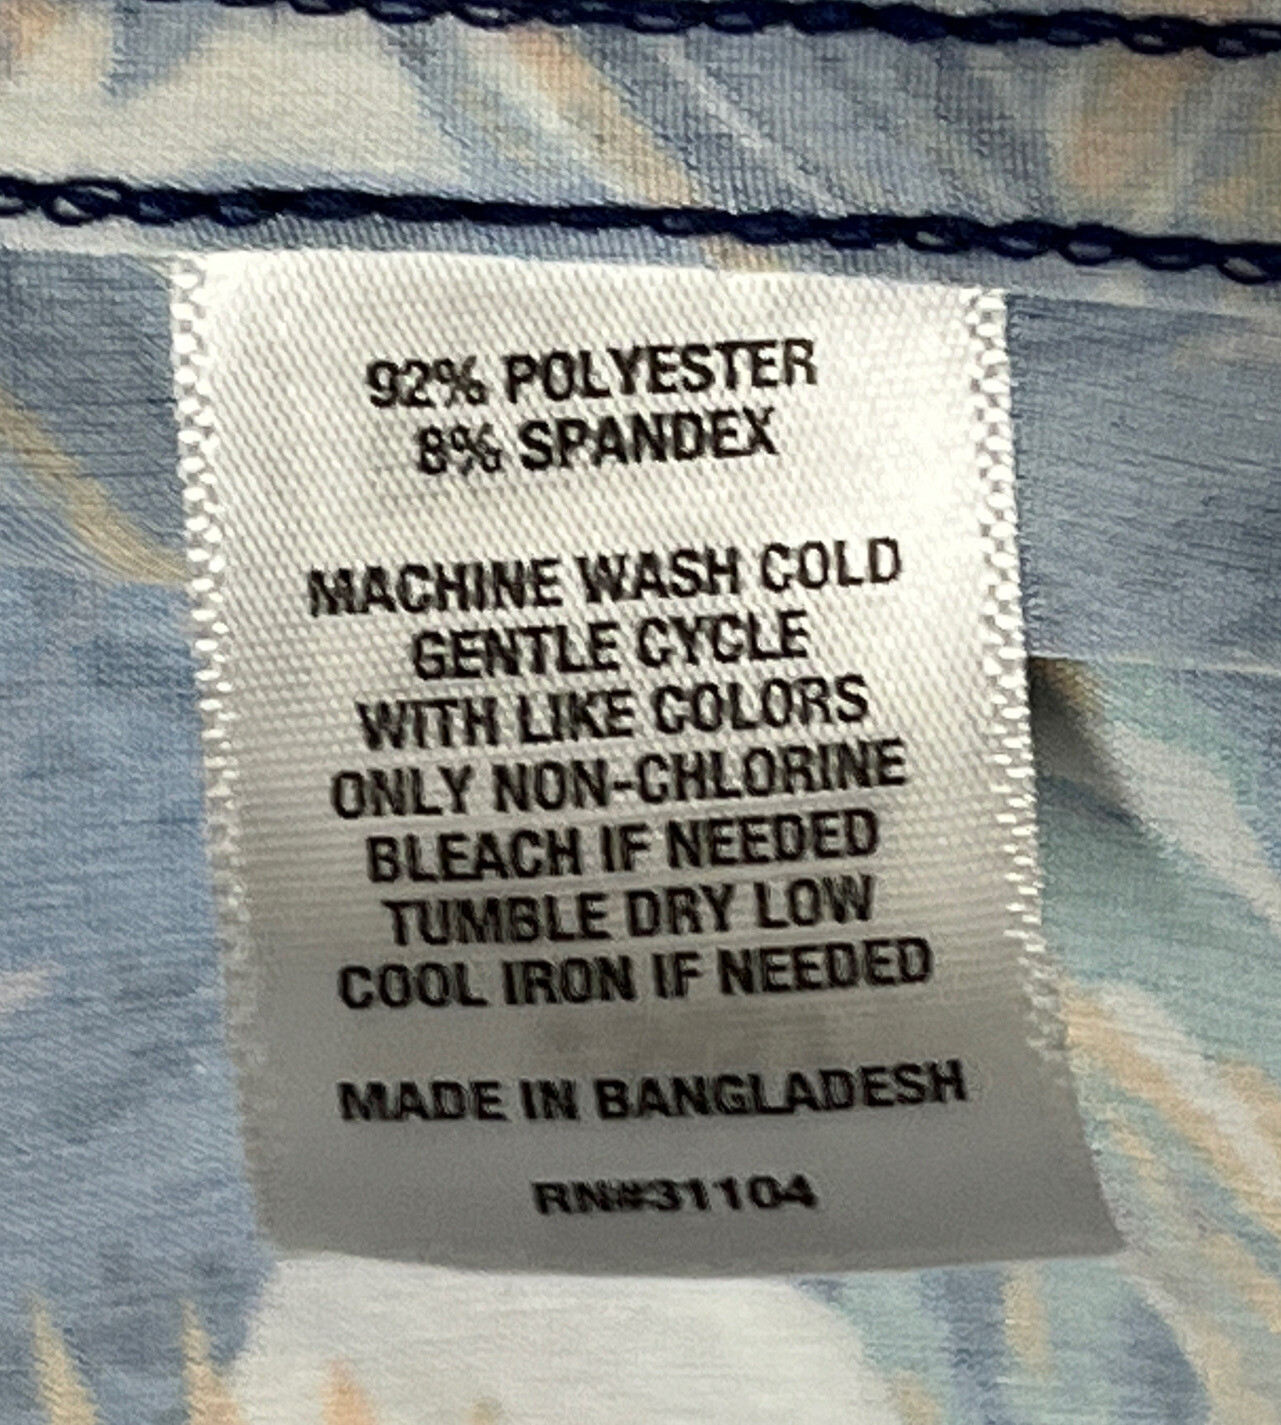 92% POLYESTER
8% SPANDEX
MACHINE WASH COLD
GENTLE CYCLE
WITH LIKE COLORS
ONLY NON-CHLORINE
BLEACH IF NEEDED
TUMBLE DRY LOW
COOL IRON IF NEEDED
MADE IN BANGLADESH
RN#31104